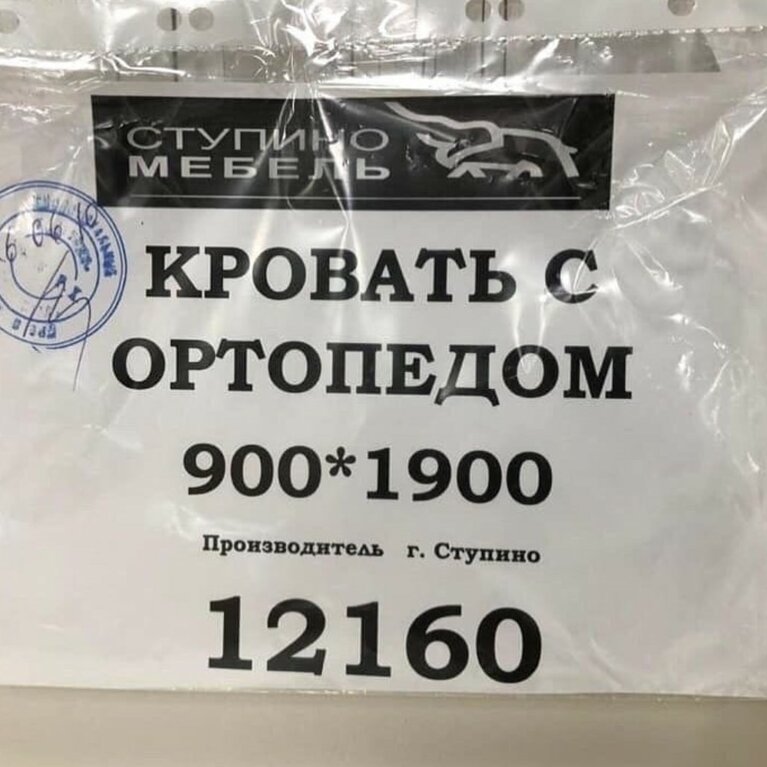 СТУПИНО
МЕБЕЛЬ
КРОВАТЬ С
ОРТОПЕДОМ
900*1900
Производитель г. Ступино
12160